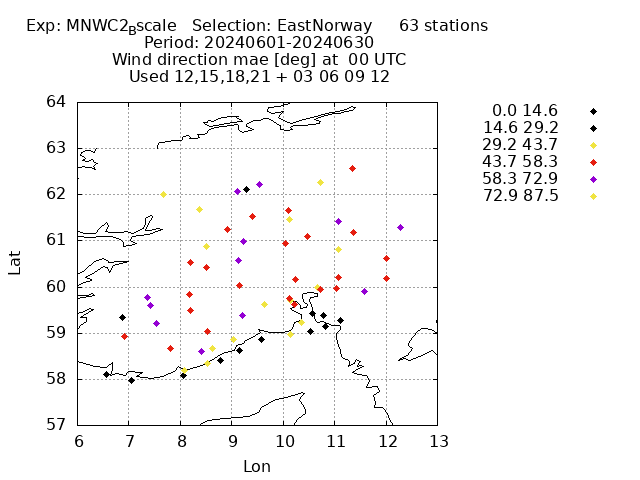 Exp: MNWC2_Bscale   Selection: EastNorway      63 stations
Period: 20240601-20240630
Wind direction mae [deg] at  00 UTC
Used 12,15,18,21 + 03 06 09 12
0.0 14.6
14.6 29.2
29.2 43.7
43.7 58.3
58.3 72.9
72.9 87.5
64
63
62
61
60
59
58
57
Lat
6 7 8 9 10 11 12 13
Lon